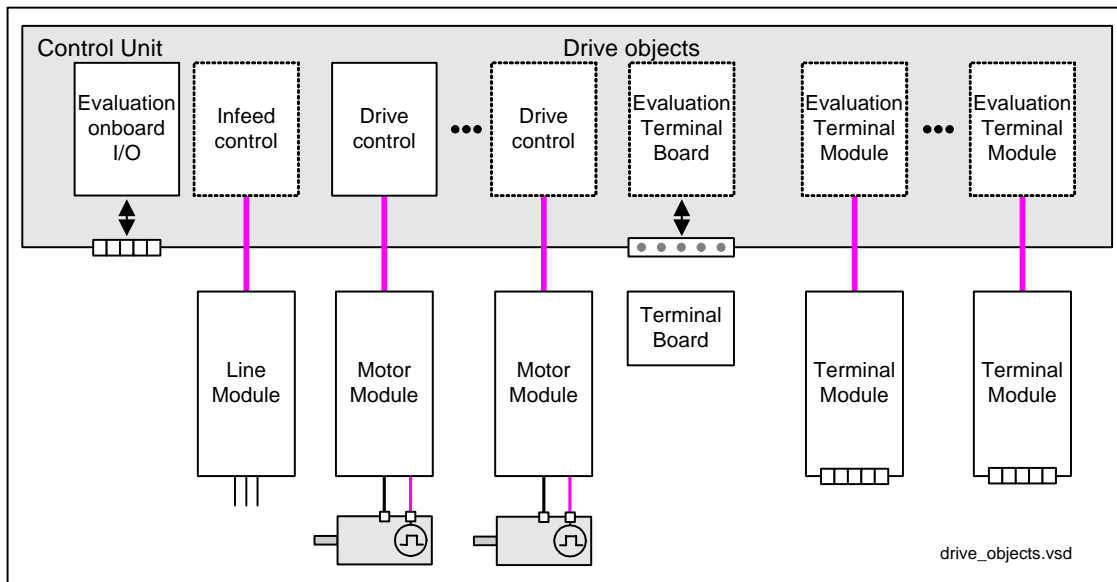 Control Unit
Drive objects
Evaluation
onboard
I/O
Infeed
control
Drive
control
Drive
control
Evaluation
Terminal
Board
Evaluation
Terminal
Module
Evaluation
Terminal
Module
Line
Module
Motor
Module
Motor
Module
Terminal
Board
Terminal
Module
Terminal
Module
drive_objects.vsd